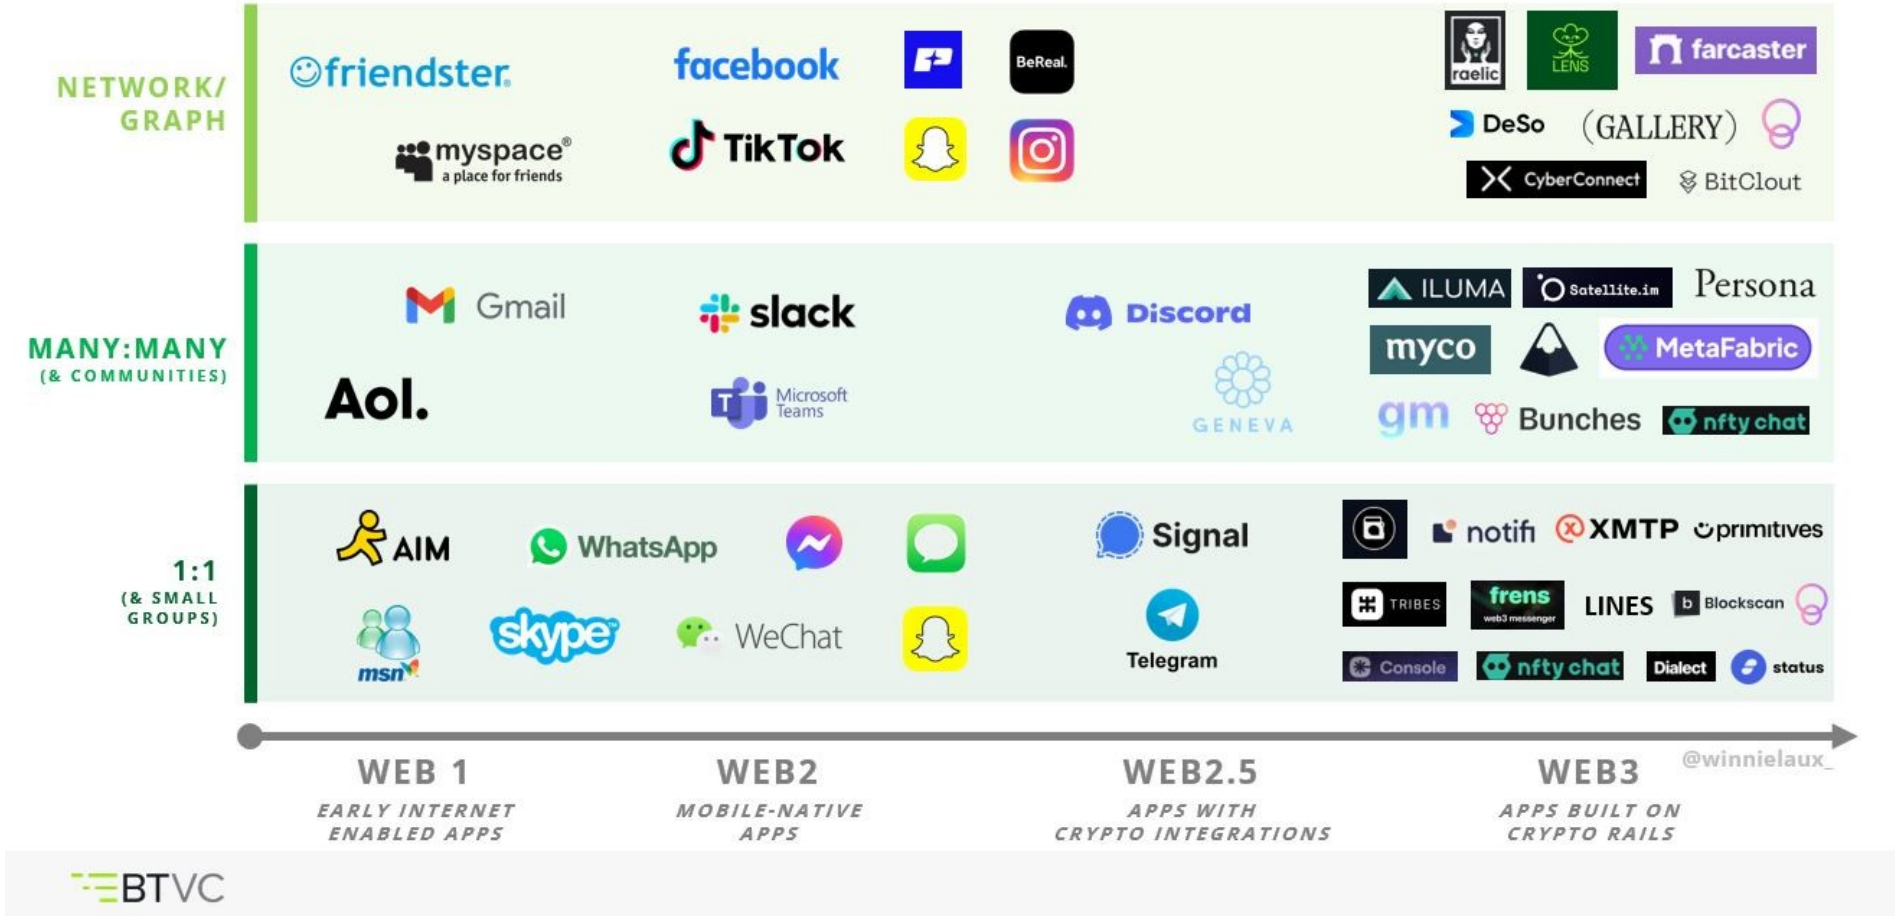 NETWORK/
GRAPH
friendster®
myspace®
a place for friends
facebook
BeReal.
TikTok
raelic
LENS
farcaster
DeSo
(GALLERY)
CyberConnect
BitClout
MANY:MANY
(& COMMUNITIES)
Gmail
Aol.
slack
T
Microsoft
Teams
Discord
GENEVA
ILUMA
Satellite.im
Persona
myco
MetaFabric
gm
Bunches
nfty chat
1:1
(& SMALL
GROUPS)
AIM
WhatsApp
msn
skype™
WeChat
Signal
Telegram
notifi
XMTP
primitives
TRIBES
frens
web3 messenger
LINES
b Blockscan
Console
nfty chat
Dialect
status
@winnielaux_
WEB 1
EARLY INTERNET
ENABLED APPS
WEB2
MOBILE-NATIVE
APPS
WEB2.5
APPS WITH
CRYPTO INTEGRATIONS
WEB3
APPS BUILT ON
CRYPTO RAILS
BTVC